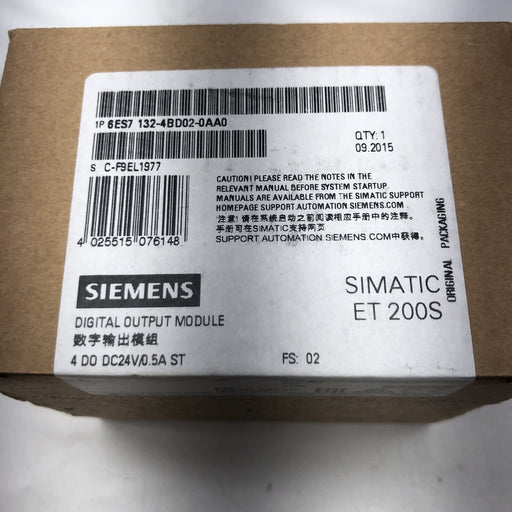 1P 6ES7 132-4BD02-0AA0
QTY: 1
09.2015
S C-F9EL1977
CAUTION! PLEASE READ THE NOTES IN THE
RELEVANT MANUAL BEFORE SYSTEM STARTUP.
MANUALS ARE AVAILABLE FROM THE SIMATIC SUPPORT
HOMEPAGE SUPPORT.AUTOMATION.SIEMENS.COM.
注意! 请在系统启动之前阅读相应手册中的注释。
手册可在SIMATIC支持网页
SUPPORT.AUTOMATION.SIEMENS.COM中获得。
4 025515 076148
ORIGINAL PACKAGING
SIEMENS
SIMATIC
ET 200S
DIGITAL OUTPUT MODULE
数字输出模组
4 DO DC24V/0.5A ST
FS: 02